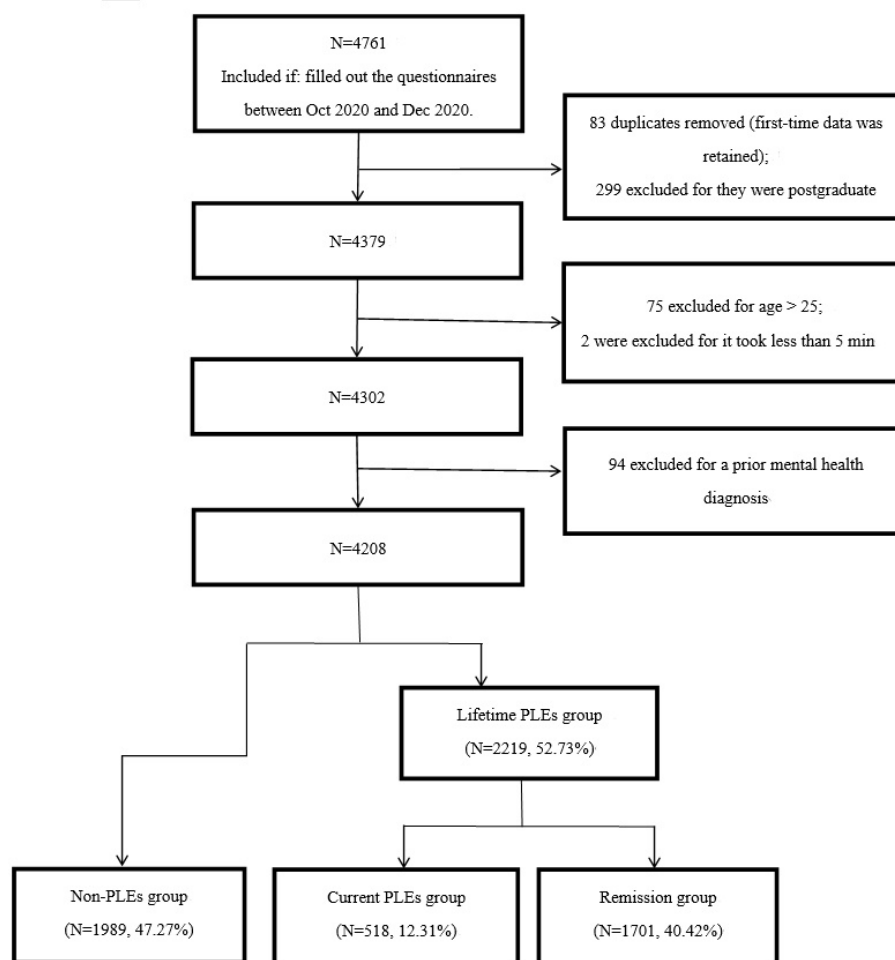 N=4761
Included if: filled out the questionnaires
between Oct 2020 and Dec 2020.
83 duplicates removed (first-time data was
retained);
299 excluded for they were postgraduate
N=4379
75 excluded for age > 25;
2 were excluded for it took less than 5 min
N=4302
94 excluded for a prior mental health
diagnosis
N=4208
Lifetime PLEs group
(N=2219, 52.73%)
Non-PLEs group
(N=1989, 47.27%)
Current PLEs group
(N=518, 12.31%)
Remission group
(N=1701, 40.42%)